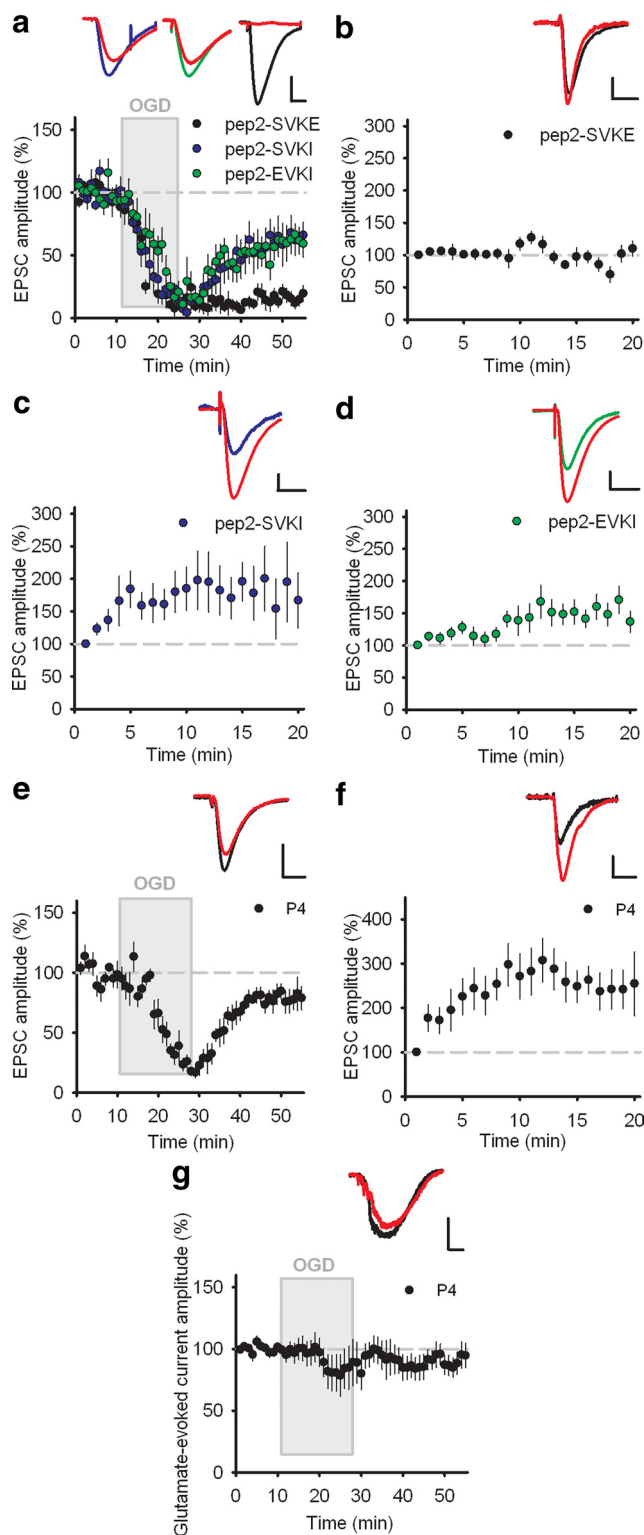 a
OGD
pep2-SVKE
pep2-SVKI
pep2-EVKI
EPSC amplitude (%)
150
100
50
0
0 10 20 30 40 50
Time (min)
b
pep2-SVKE
EPSC amplitude (%)
300
250
200
150
100
50
0
0 5 10 15 20
Time (min)
c
pep2-SVKI
EPSC amplitude (%)
300
250
200
150
100
50
0
0 5 10 15 20
Time (min)
d
pep2-EVKI
EPSC amplitude (%)
300
250
200
150
100
50
0
0 5 10 15 20
Time (min)
e
OGD
P4
EPSC amplitude (%)
150
100
50
0
0 10 20 30 40 50
Time (min)
f
P4
EPSC amplitude (%)
400
300
200
100
0
0 5 10 15 20
Time (min)
g
OGD
P4
Glutamate-evoked current amplitude (%)
150
100
50
0
0 10 20 30 40 50
Time (min)